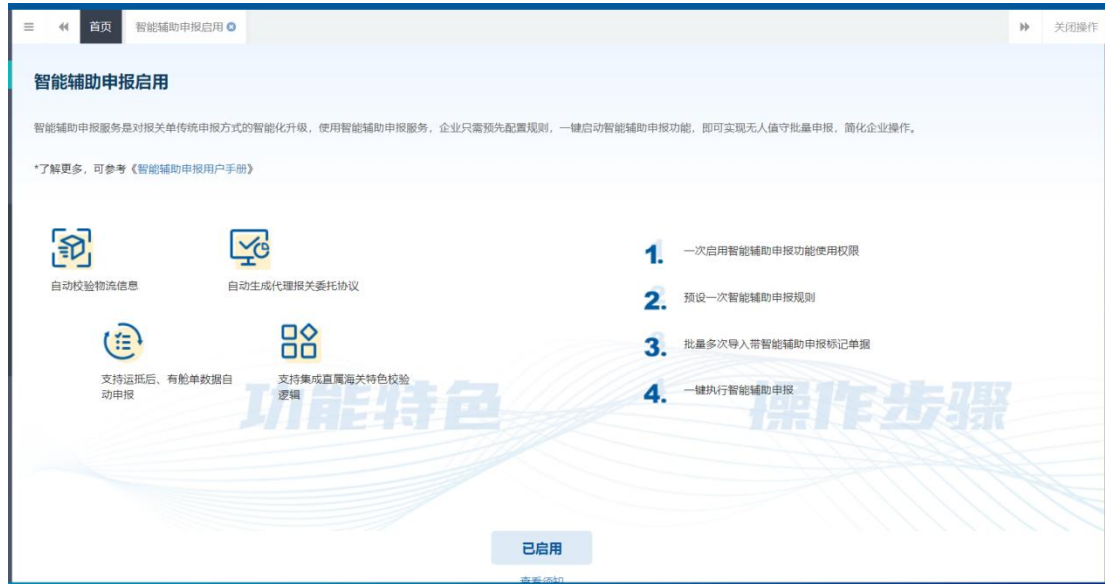 首页
智能辅助申报启用
关闭操作
智能辅助申报启用
智能辅助申报服务是对报关单传统申报方式的智能化升级，使用智能辅助申报服务，企业只需预先配置规则，一键启动智能辅助申报功能，即可实现无人值守批量申报，简化企业操作。
*了解更多，可参考《智能辅助申报用户手册》
自动校验物流信息
自动生成代理报关委托协议
支持运抵后、有舱单数据自
动申报
支持集成直属海关特色校验
逻辑
功能特色
1. 一次启用智能辅助申报功能使用权限
2. 预设一次智能辅助申报规则
3. 批量多次导入带智能辅助申报标记单据
4. 一键执行智能辅助申报
操作步骤
已启用
查看须知